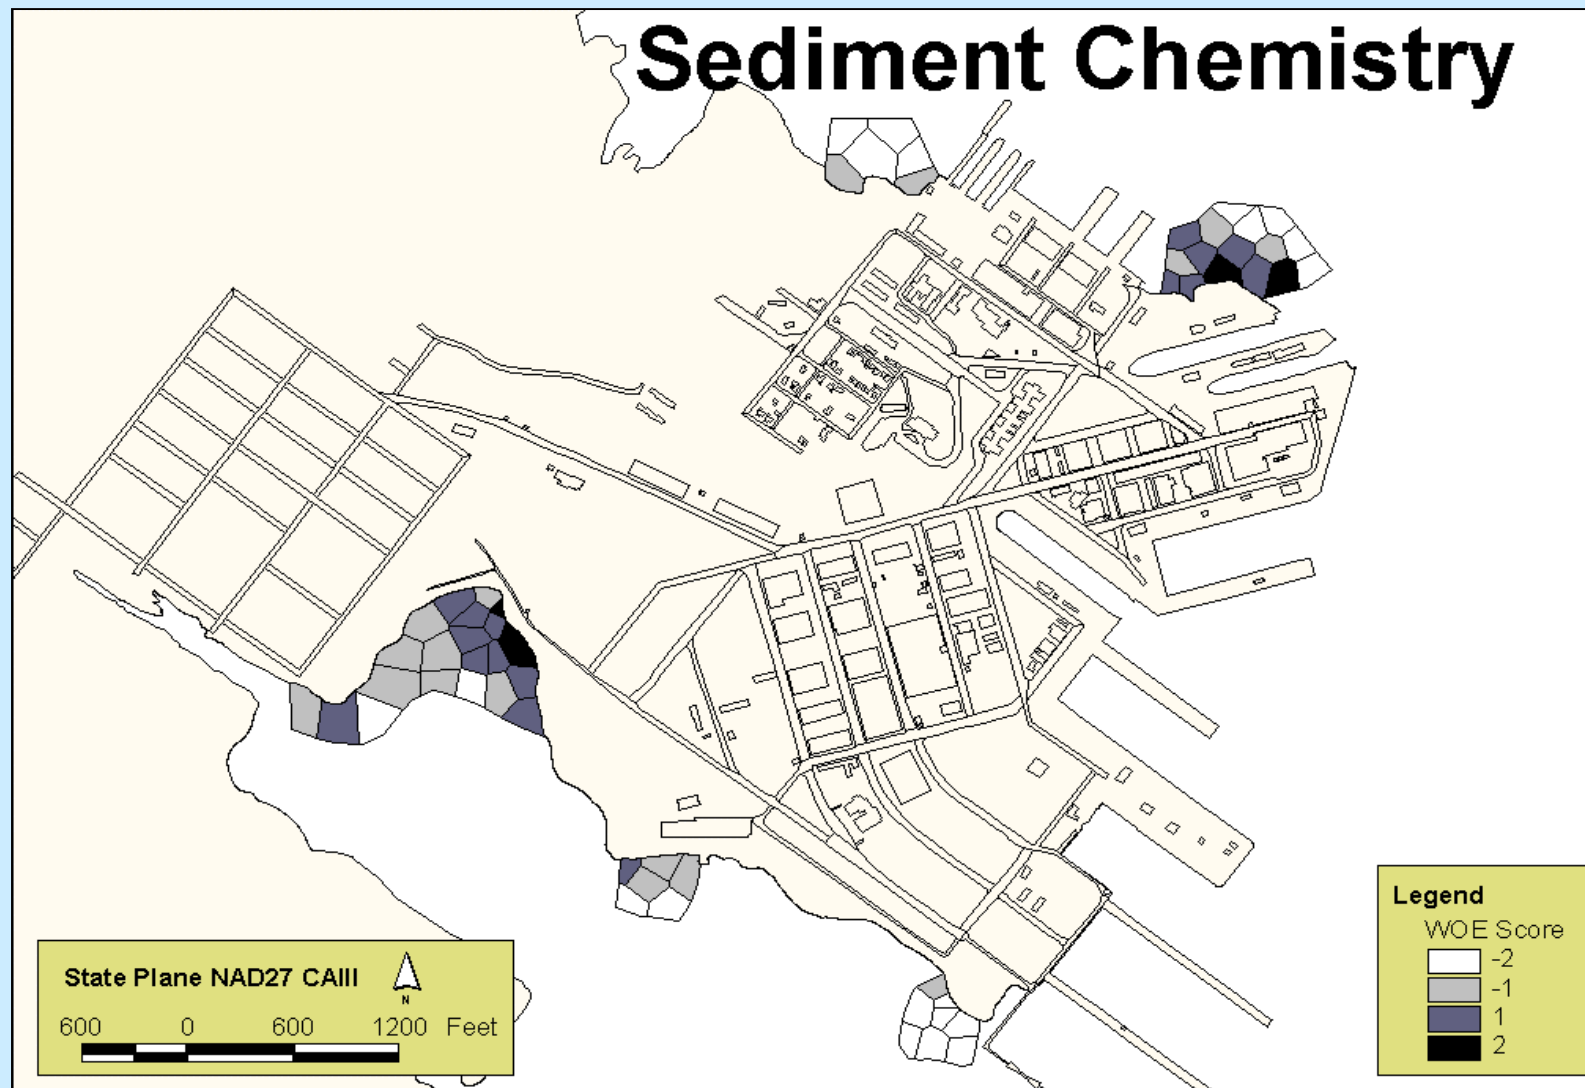 Sediment Chemistry
State Plane NAD27 CAIII
N
600 0 600 1200 Feet
Legend
WOE Score
-2
-1
1
2